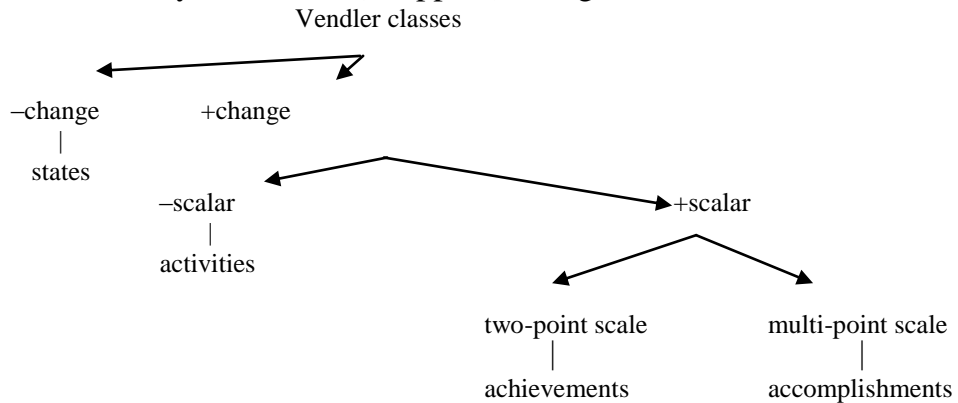 Vendler classes
–change +change
|
states
–scalar +scalar
|
activities
two-point scale multi-point scale
| |
achievements accomplishments